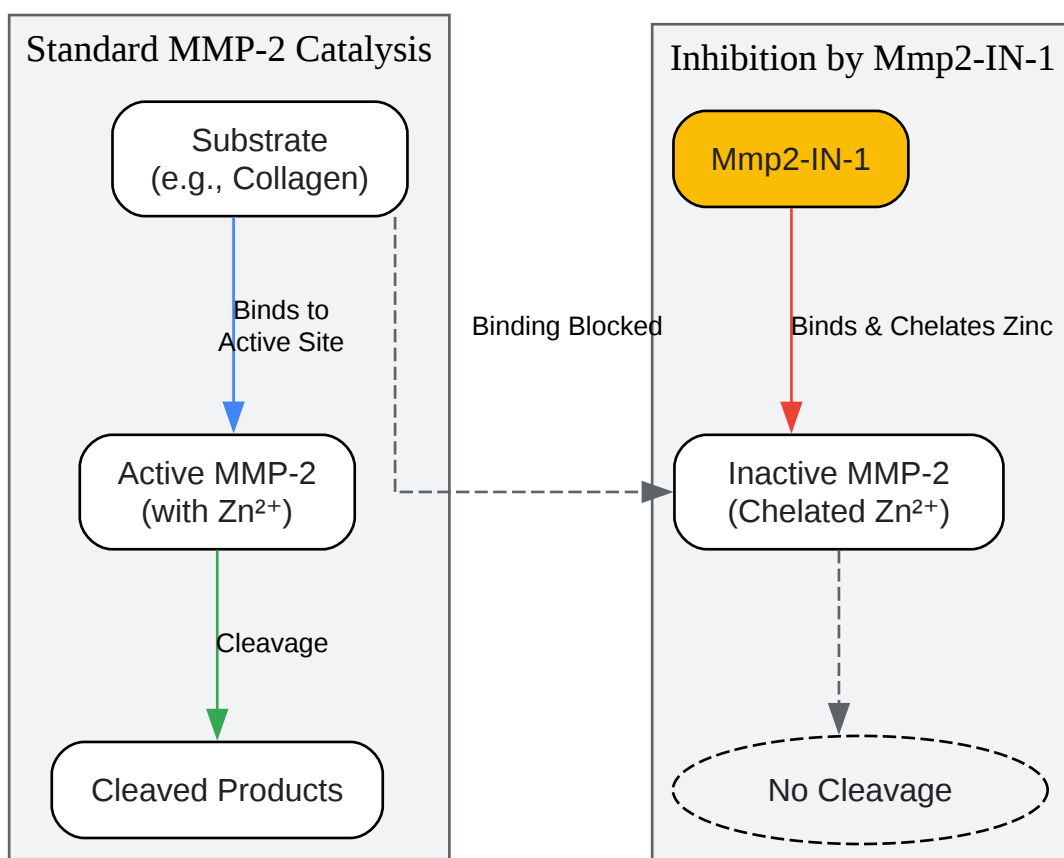 Standard MMP-2 Catalysis
Substrate
(e.g., Collagen)
Binds to
Active Site
Active MMP-2
(with Zn²⁺)
Cleavage
Cleaved Products
Binding Blocked
Inhibition by Mmp2-IN-1
Mmp2-IN-1
Binds & Chelates Zinc
Inactive MMP-2
(Chelated Zn²⁺)
No Cleavage